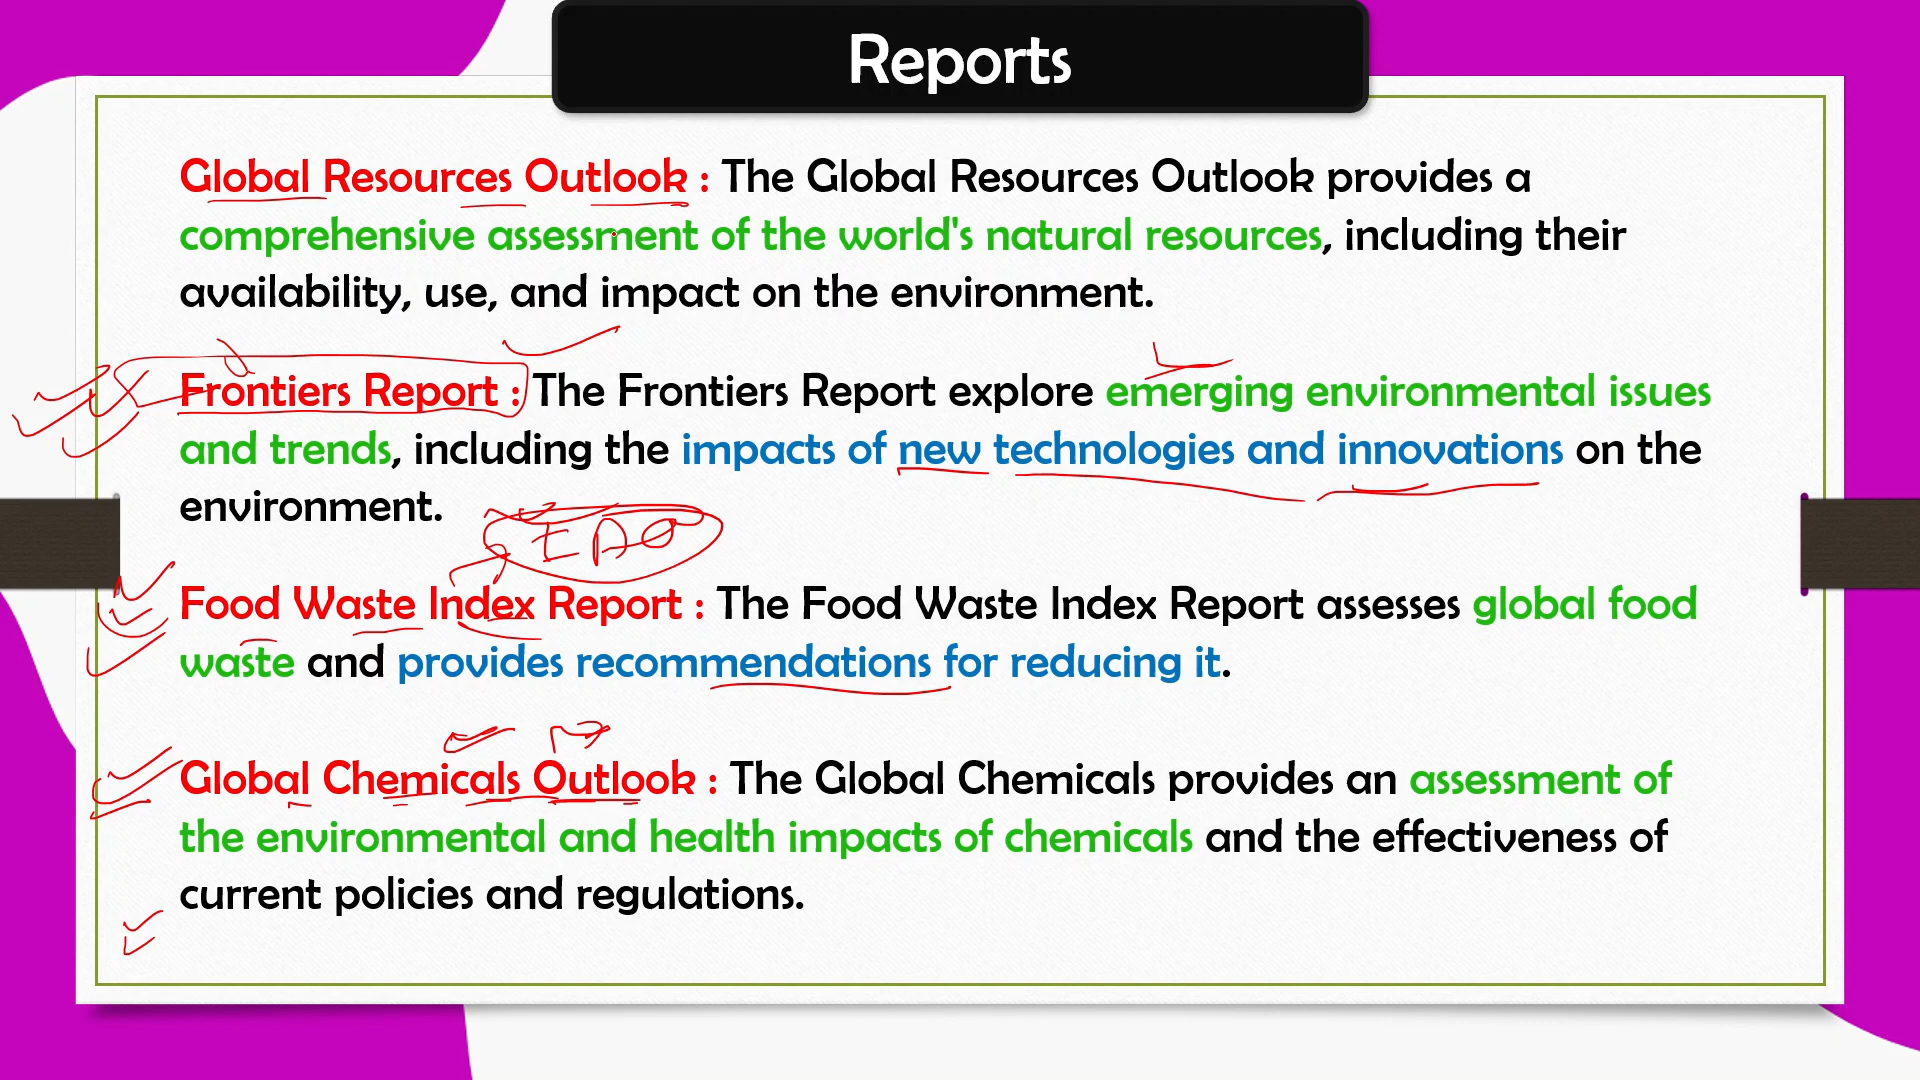 Reports
Global Resources Outlook : The Global Resources Outlook provides a
comprehensive assessment of the world's natural resources, including their
availability, use, and impact on the environment.
Frontiers Report : The Frontiers Report explore emerging environmental issues
and trends, including the impacts of new technologies and innovations on the
environment.
Food Waste Index Report : The Food Waste Index Report assesses global food
waste and provides recommendations for reducing it.
Global Chemicals Outlook : The Global Chemicals provides an assessment of
the environmental and health impacts of chemicals and the effectiveness of
current policies and regulations.